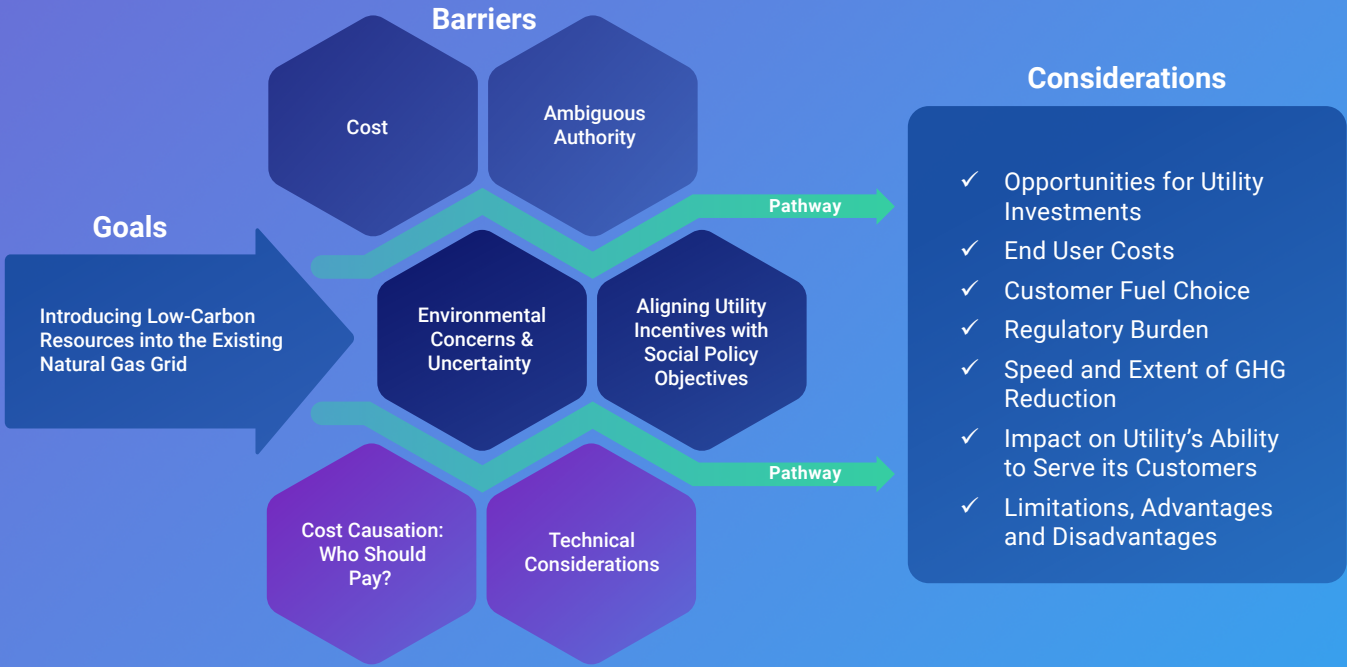 Barriers
Cost
Ambiguous
Authority
Considerations
Goals
Introducing Low-Carbon
Resources into the Existing
Natural Gas Grid
Pathway
Environmental
Concerns &
Uncertainty
Aligning Utility
Incentives with
Social Policy
Objectives
Pathway
Cost Causation:
Who Should
Pay?
Technical
Considerations
✓ Opportunities for Utility
Investments
✓ End User Costs
✓ Customer Fuel Choice
✓ Regulatory Burden
✓ Speed and Extent of GHG
Reduction
✓ Impact on Utility’s Ability
to Serve its Customers
✓ Limitations, Advantages
and Disadvantages